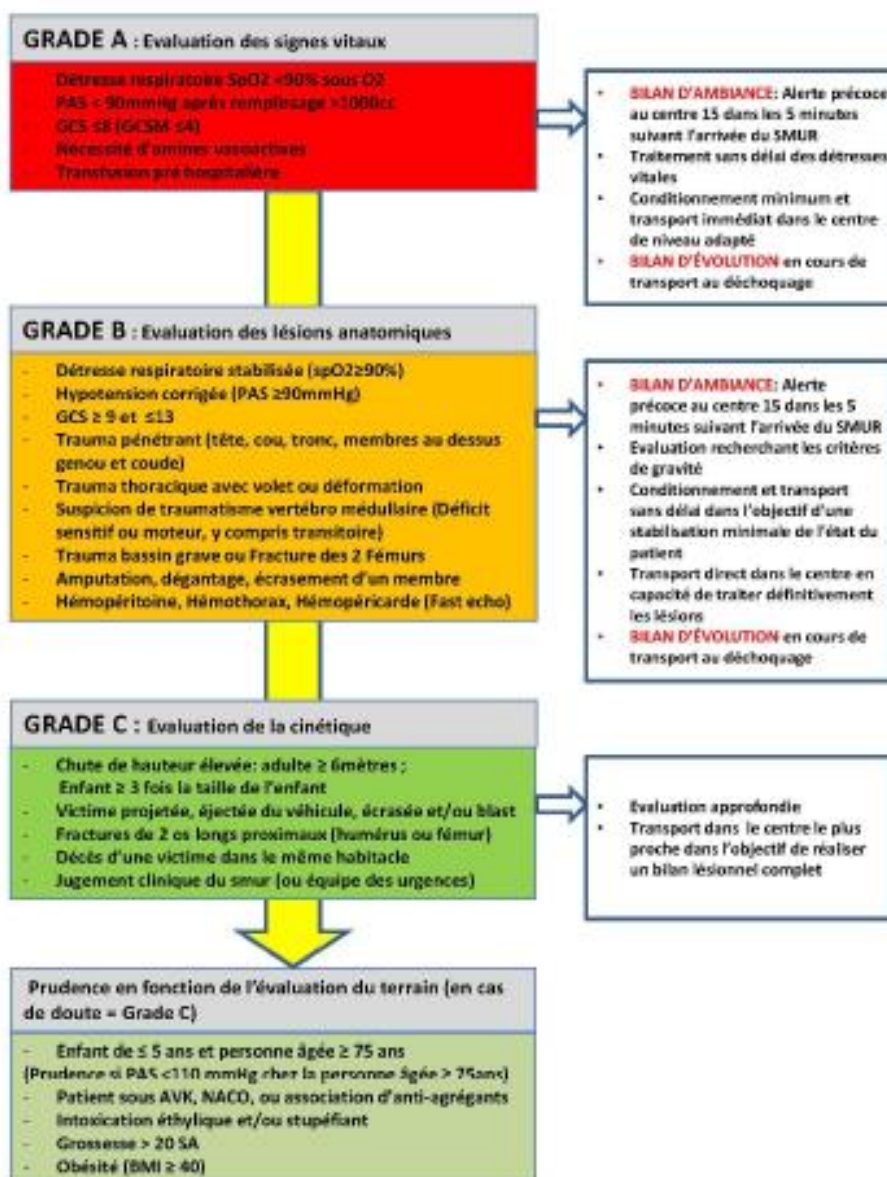 GRADE A : Evaluation des signes vitaux
- Détresse respiratoire SpO2 <90% sous O2
- PAS < 90mmHg après remplissage >1000cc
- GCS ≤8 (GCSM ≤4)
- Nécessité d'amines vasoactives
- Transfusion pré hospitalière
• BILAN D'AMBIANCE: Alerte précoce
au centre 15 dans les 5 minutes
suivant l'arrivée du SMUR
• Traitement sans délai des détresses
vitales
• Conditionnement minimum et
transport immédiat dans le centre
de niveau adapté
• BILAN D'ÉVOLUTION en cours de
transport au déchoquage
GRADE B : Evaluation des lésions anatomiques
- Détresse respiratoire stabilisée (spO2≥90%)
- Hypotension corrigée (PAS ≥90mmHg)
- GCS ≥ 9 et ≤13
- Trauma pénétrant (tête, cou, tronc, membres au dessus
genou et coude)
- Trauma thoracique avec volet ou déformation
- Suspicion de traumatisme vertébro médullaire (Déficit
sensitif ou moteur, y compris transitoire)
- Trauma bassin grave ou Fracture des 2 Fémurs
- Amputation, dégantage, écrasement d'un membre
- Hémopéritoine, Hémothorax, Hémopéricarde (Fast echo)
• BILAN D'AMBIANCE: Alerte
précoce au centre 15 dans les 5
minutes suivant l'arrivée du SMUR
• Evaluation recherchant les critères
de gravité
• Conditionnement et transport
sans délai dans l'objectif d'une
stabilisation minimale de l'état du
patient
• Transport direct dans le centre en
capacité de traiter définitivement
les lésions
• BILAN D'ÉVOLUTION en cours de
transport au déchoquage
GRADE C : Evaluation de la cinétique
- Chute de hauteur élevée: adulte ≥ 6mètres ;
Enfant ≥ 3 fois la taille de l'enfant
- Victime projetée, éjectée du véhicule, écrasée et/ou blast
- Fractures de 2 os longs proximaux (humérus ou fémur)
- Décès d'une victime dans le même habitacle
- Jugement clinique du smur (ou équipe des urgences)
• Evaluation approfondie
• Transport dans le centre le plus
proche dans l'objectif de réaliser
un bilan lésionnel complet
Prudence en fonction de l'évaluation du terrain (en cas
de doute = Grade C)
- Enfant de ≤ 5 ans et personne âgée ≥ 75 ans
(Prudence si PAS <110 mmHg chez la personne âgée ≥ 75ans)
- Patient sous AVK, NACO, ou association d'anti-agrégants
- Intoxication éthylique et/ou stupéfiant
- Grossesse > 20 SA
- Obésité (BMI ≥ 40)